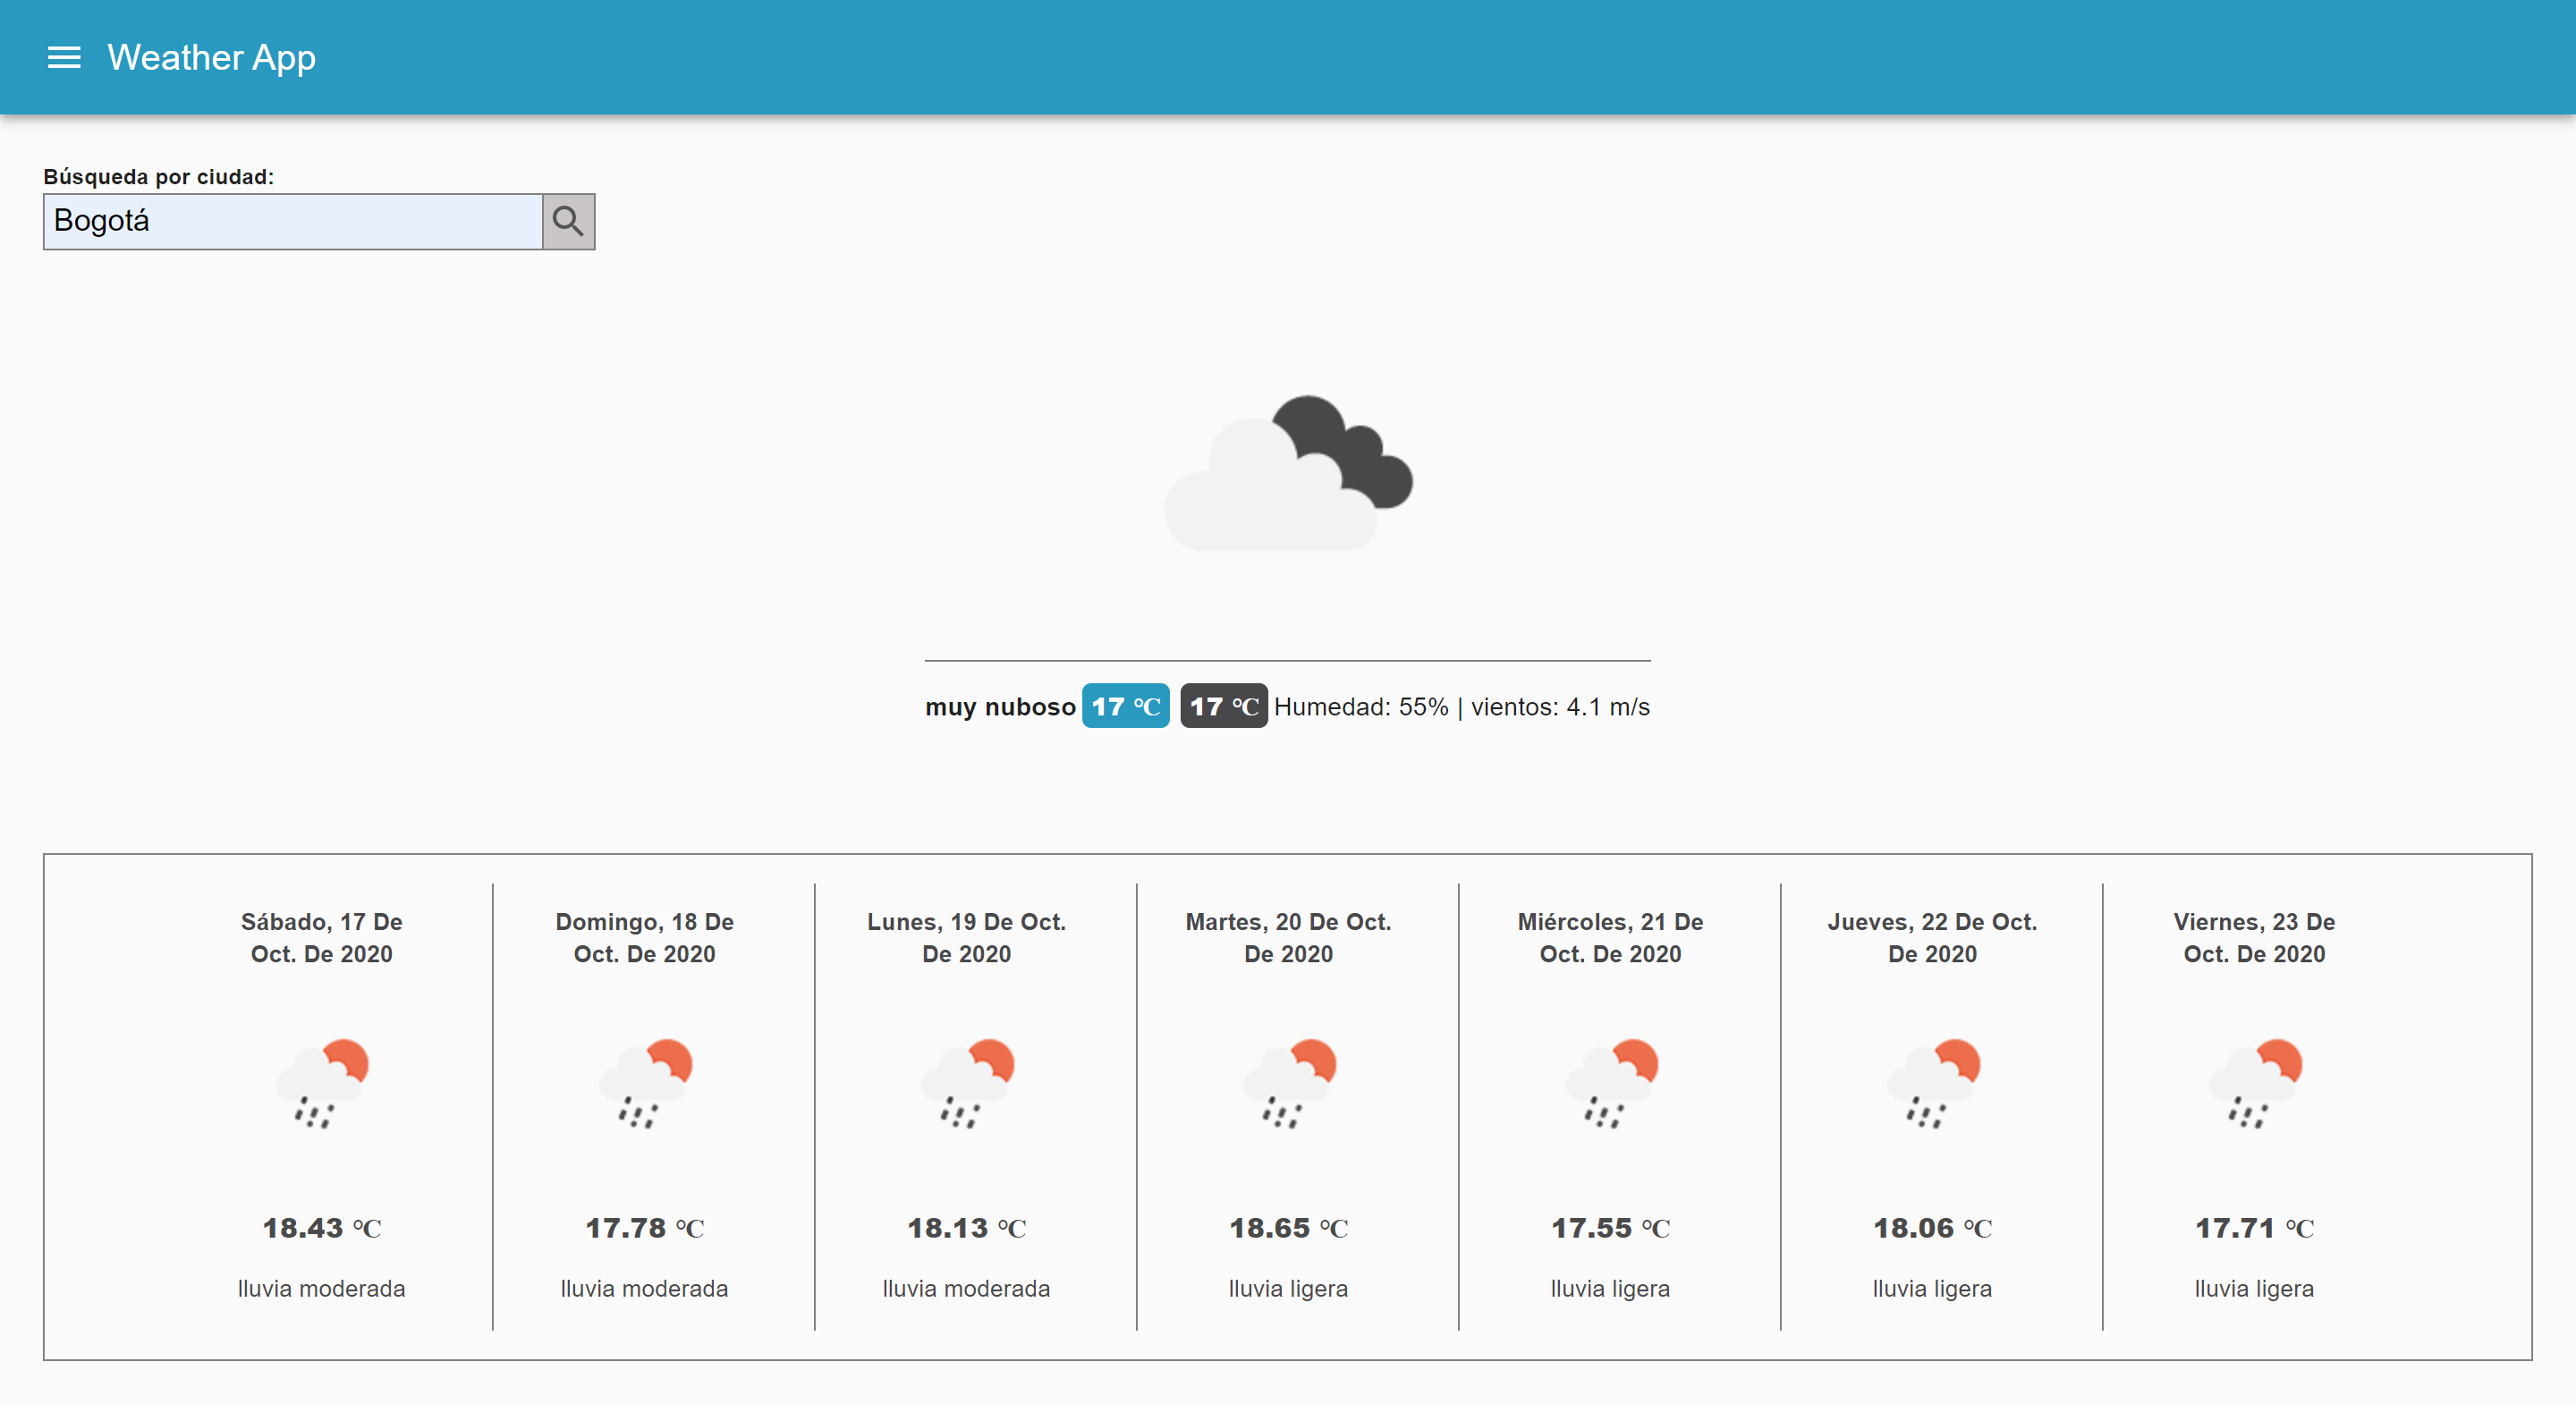 Weather App
Búsqueda por ciudad:
Bogotá
muy nuboso 17 °C 17 °C Humedad: 55% | vientos: 4.1 m/s
Sábado, 17 De
Oct. De 2020
18.43 °C
lluvia moderada
Domingo, 18 De
Oct. De 2020
17.78 °C
lluvia moderada
Lunes, 19 De Oct.
De 2020
18.13 °C
lluvia moderada
Martes, 20 De Oct.
De 2020
18.65 °C
lluvia ligera
Miércoles, 21 De
Oct. De 2020
17.55 °C
lluvia ligera
Jueves, 22 De Oct.
De 2020
18.06 °C
lluvia ligera
Viernes, 23 De
Oct. De 2020
17.71 °C
lluvia ligera